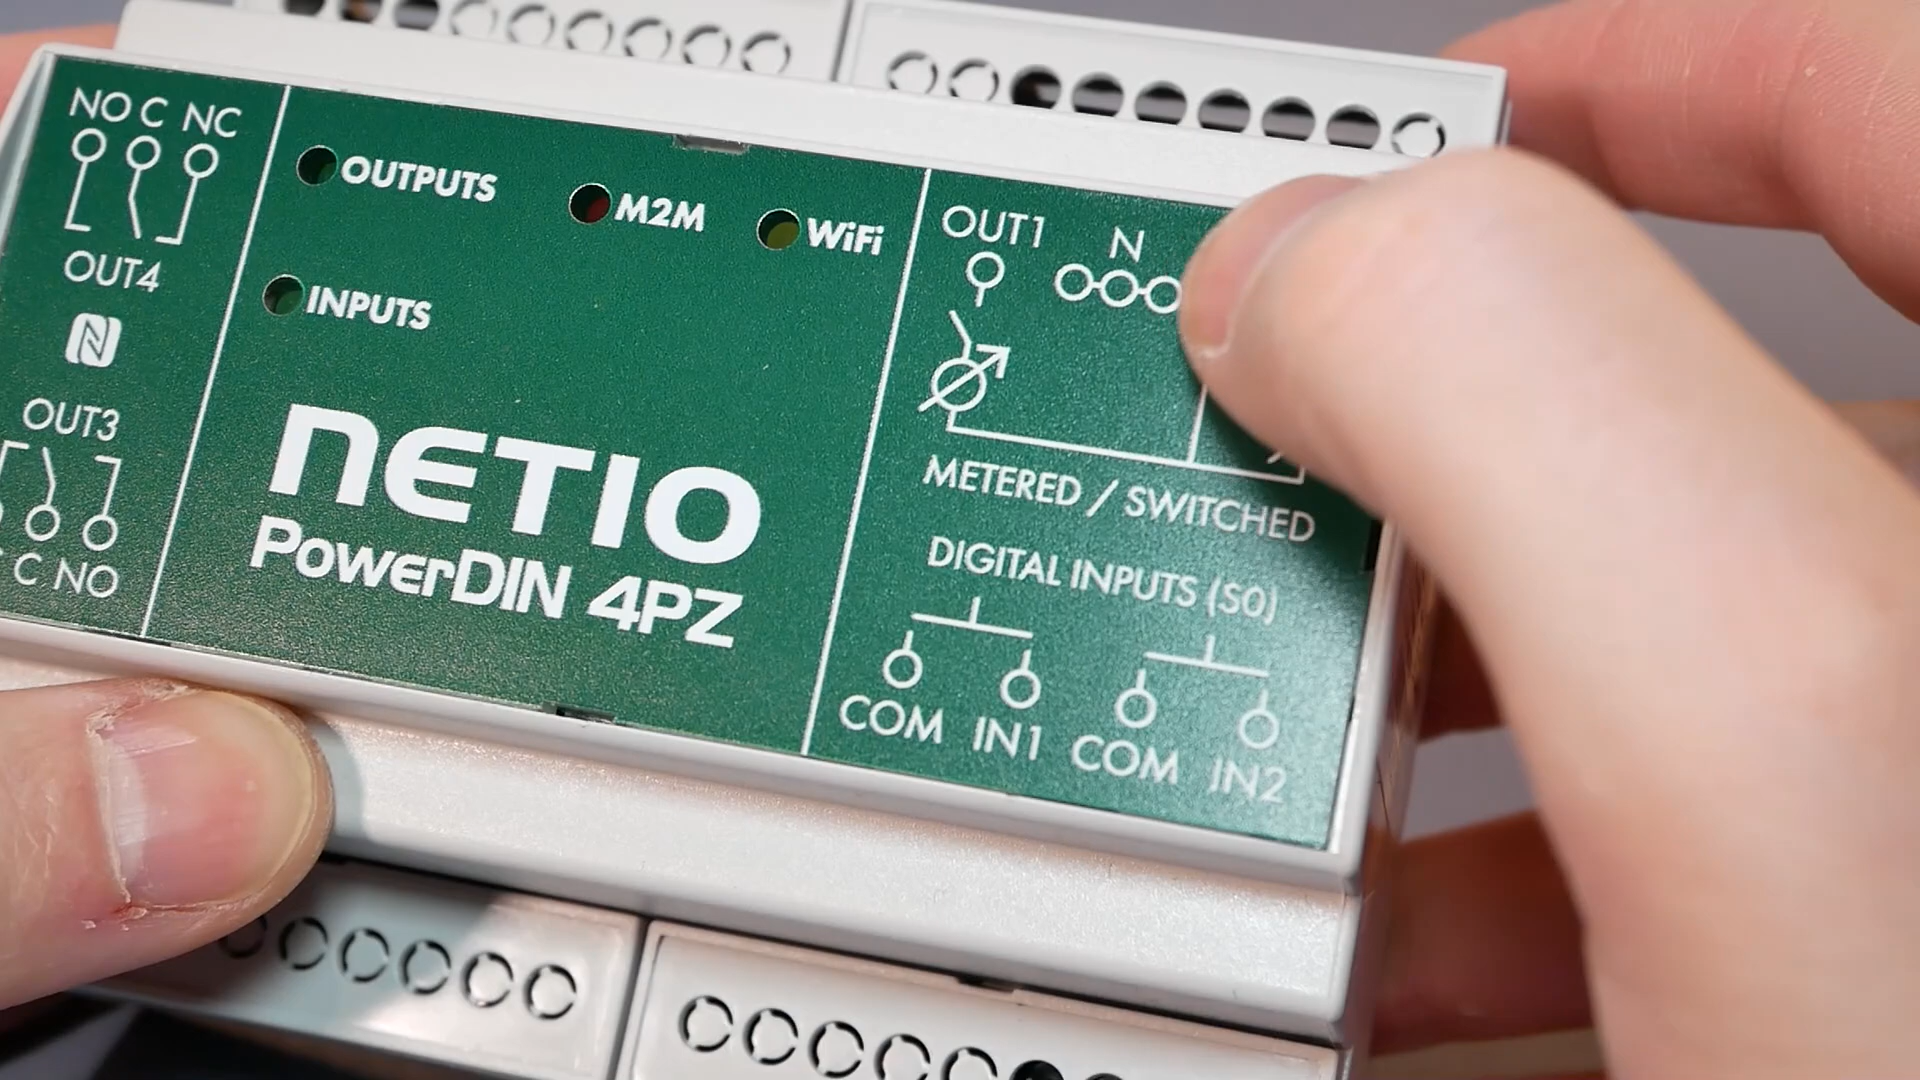 NO C NC
OUT4
OUT3
C NO
OUTPUTS
M2M
WiFi
INPUTS
NETIO
PowerDIN 4PZ
OUT1
N
METERED / SWITCHED
DIGITAL INPUTS (S0)
COM IN1 COM IN2